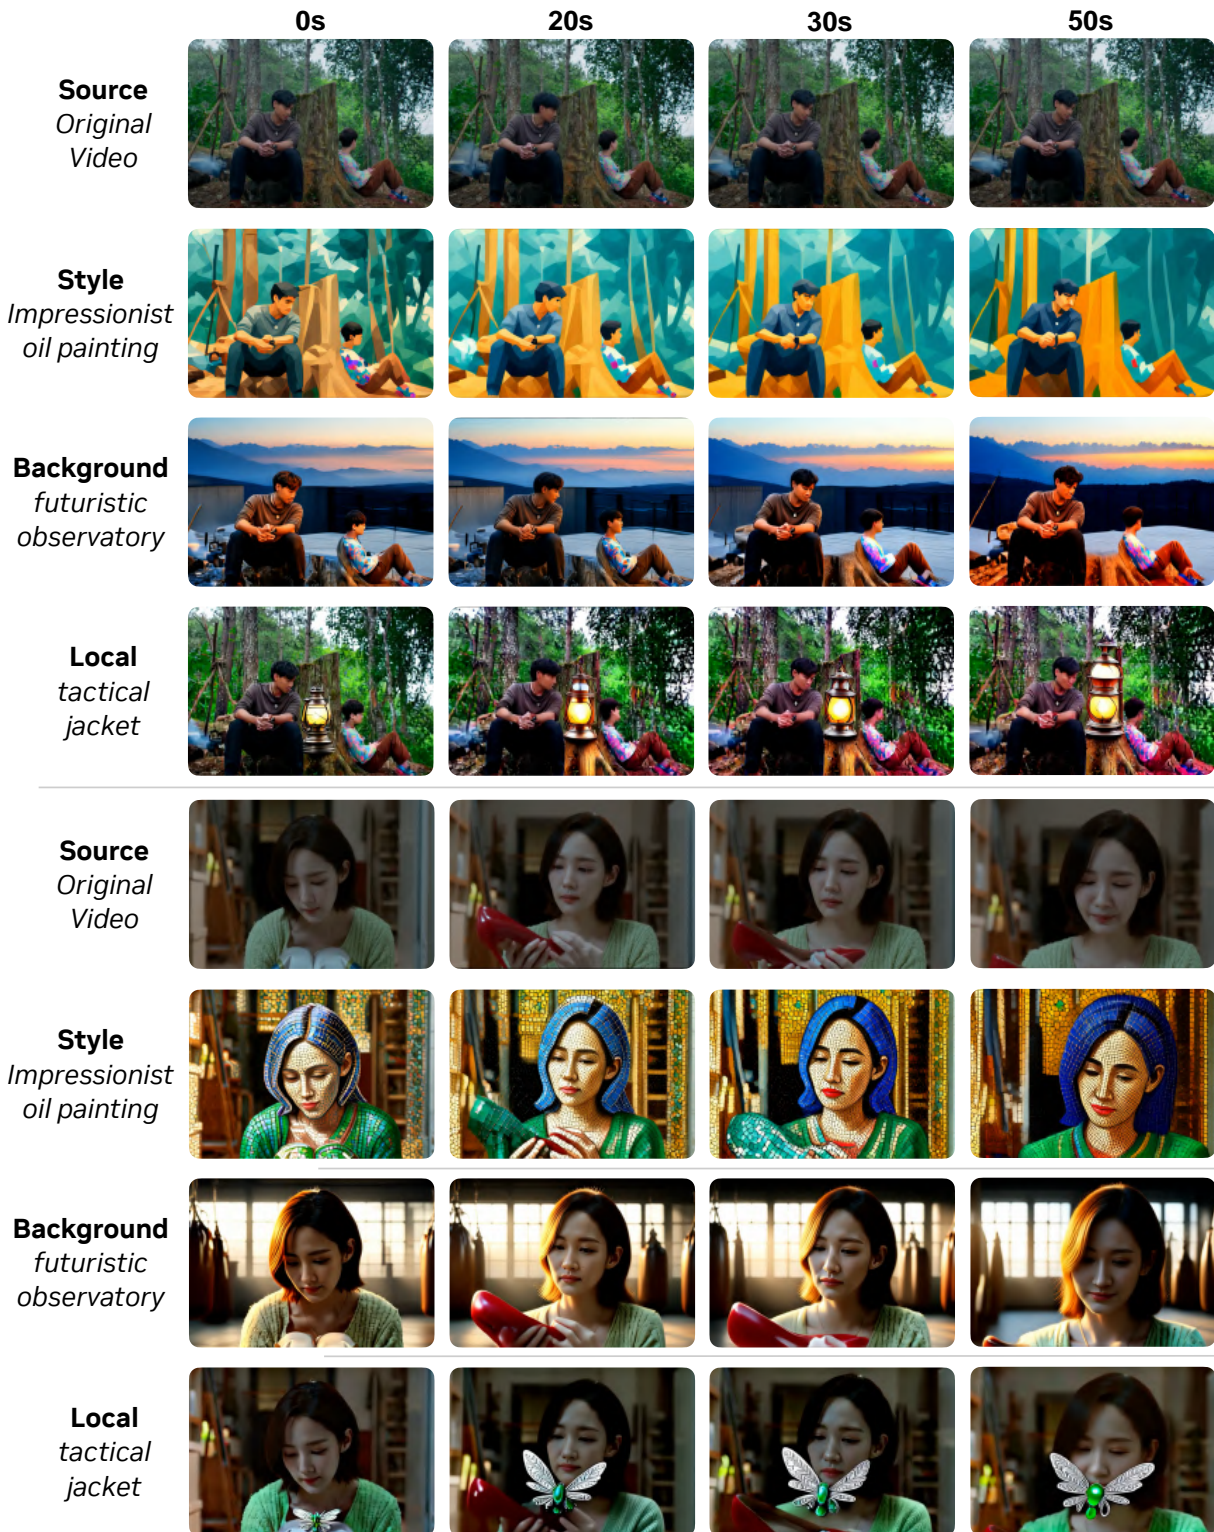 0s 20s 30s 50s
Source
Original
Video
Style
Impressionist
oil painting
Background
futuristic
observatory
Local
tactical
jacket
Source
Original
Video
Style
Impressionist
oil painting
Background
futuristic
observatory
Local
tactical
jacket